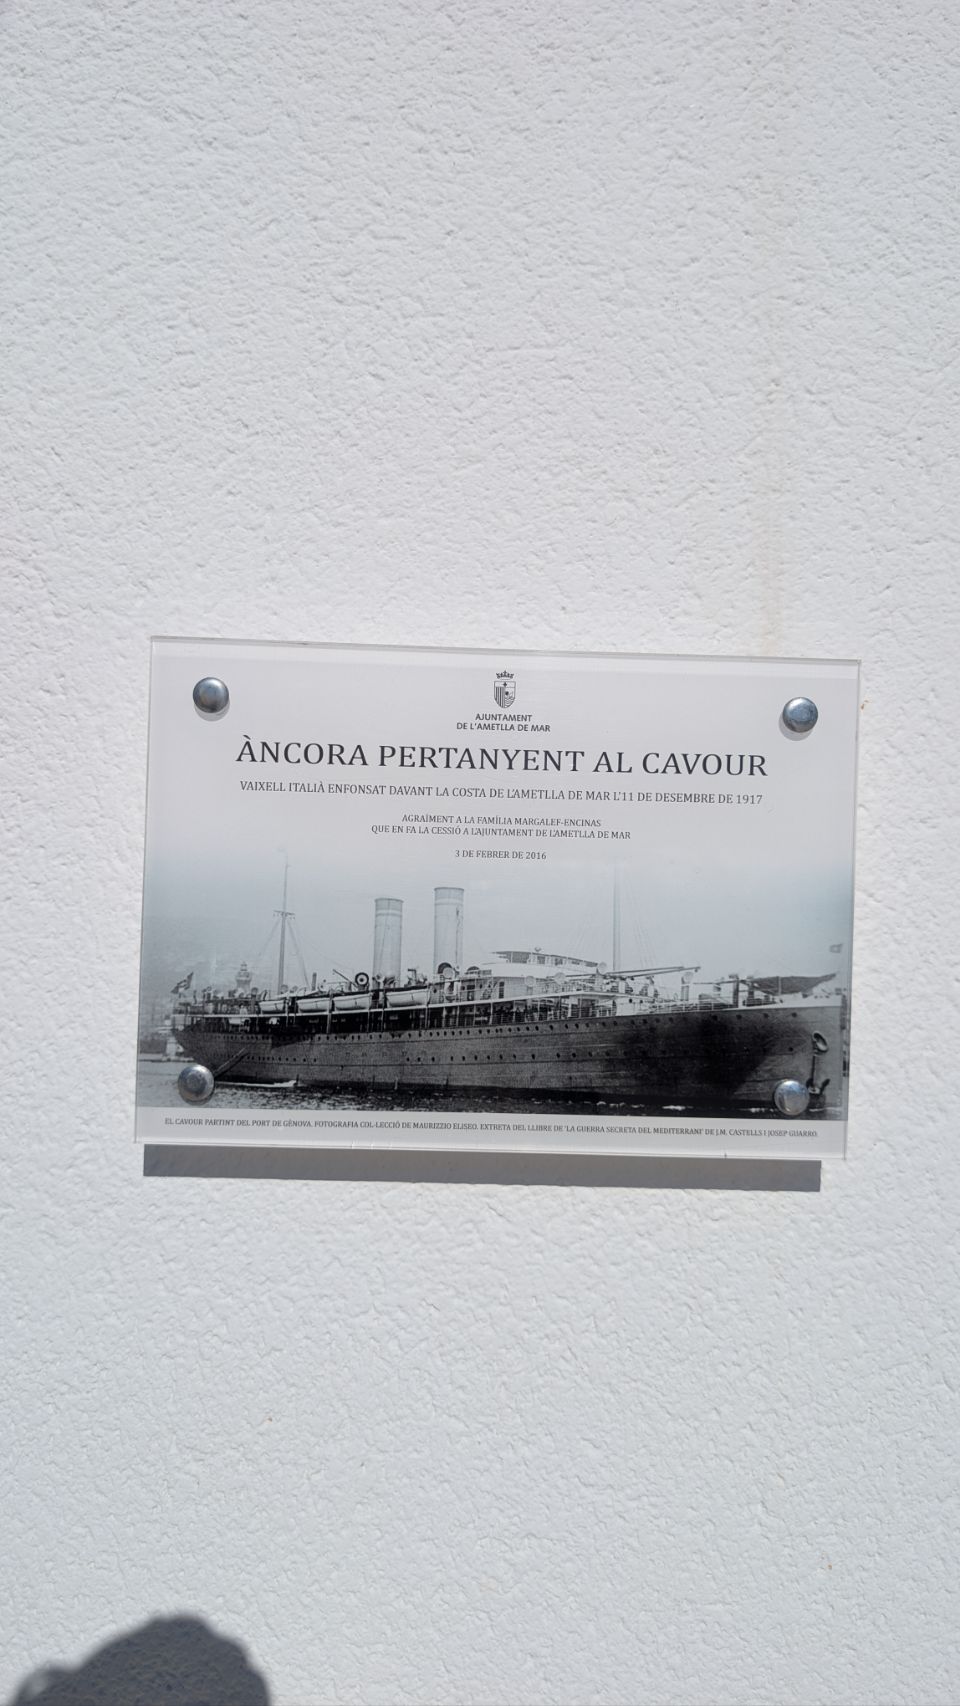 AJUNTAMENT
DE L'AMETLLA DE MAR
ÀNCORA PERTANYENT AL CAVOUR
VAIXELL ITALIÀ ENFONSAT DAVANT LA COSTA DE L'AMETLLA DE MAR L'11 DE DESEMBRE DE 1917
AGRAÏMENT A LA FAMÍLIA MARGALEF-ENCINAS
QUE EN FA LA CESSIÓ A L'AJUNTAMENT DE L'AMETLLA DE MAR
3 DE FEBRER DE 2016
EL CAVOUR PARTINT DEL PORT DE GÈNOVA. FOTOGRAFIA COL·LECCIÓ DE MAURIZZIO ELISEO. EXTRETA DEL LLIBRE DE 'LA GUERRA SECRETA DEL MEDITERRANI' DE J.M. CASTELLS I JOSEP GUARRO.